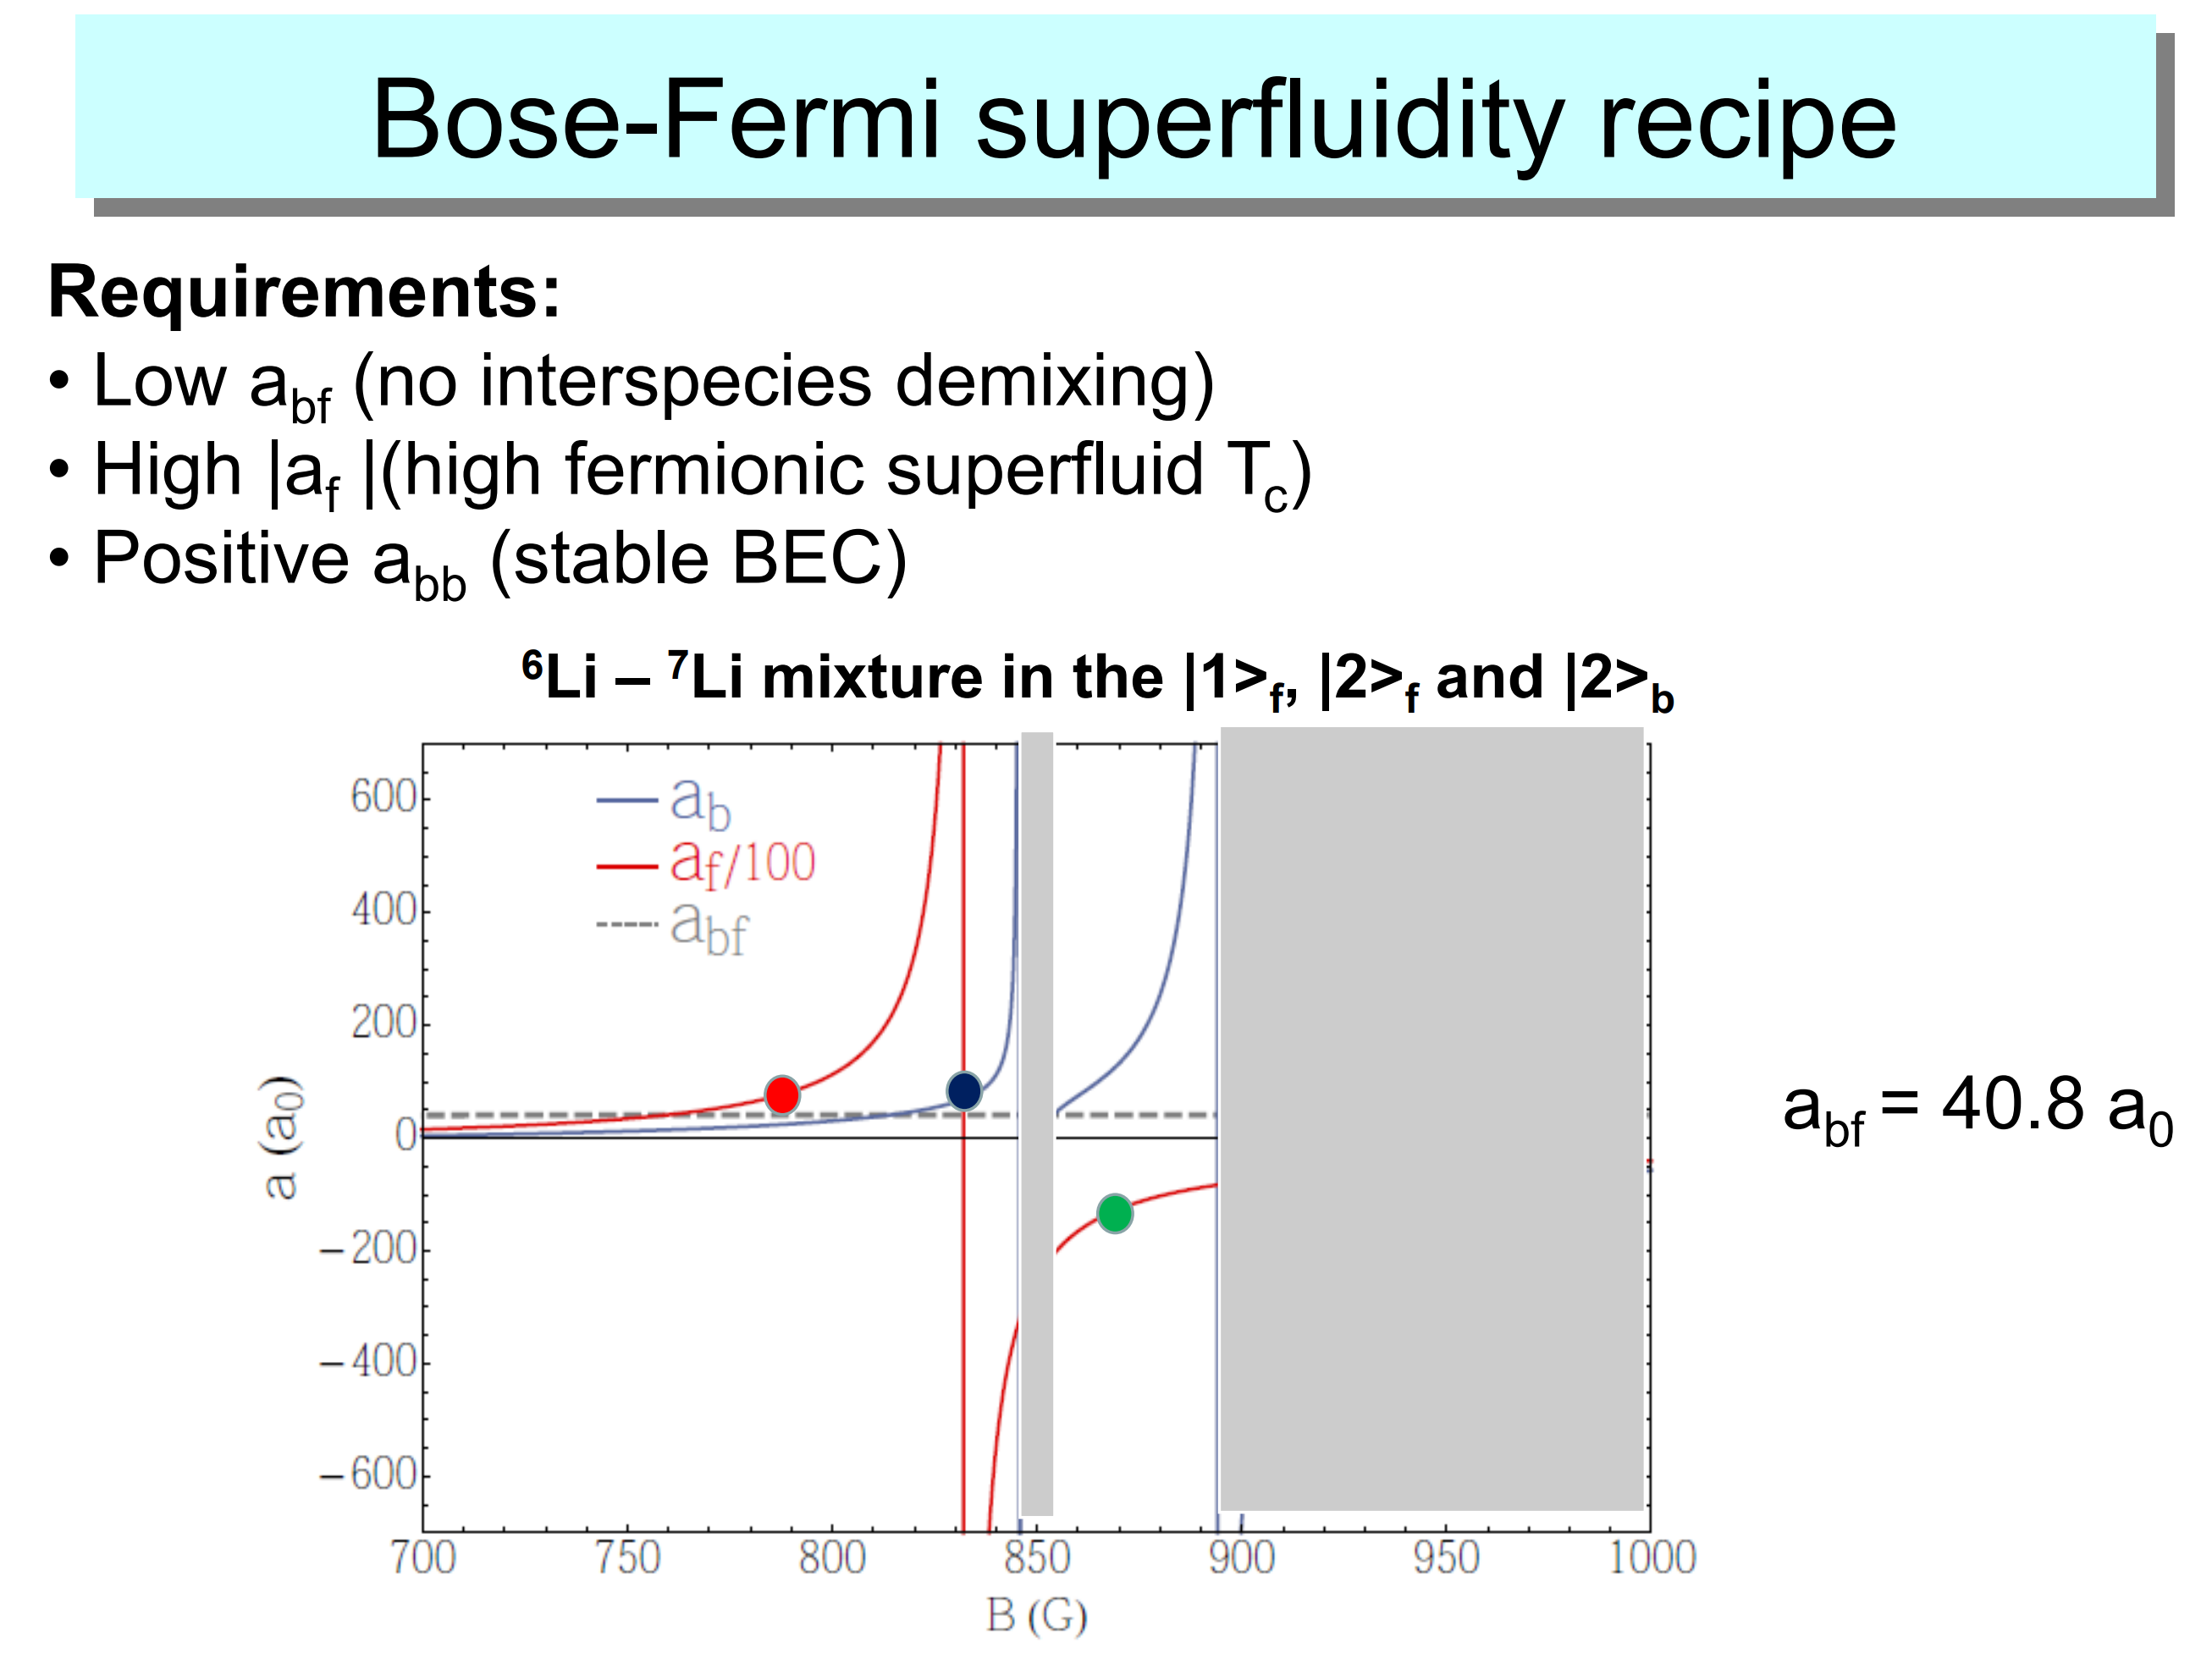 Bose-Fermi superfluidity recipe
Requirements:
• Low abf (no interspecies demixing)
• High |af |(high fermionic superfluid Tc)
• Positive abb (stable BEC)
6Li – 7Li mixture in the |1>f, |2>f and |2>b
600
400
200
0
−200
−400
−600
a (a0)
ab
af/100
abf
700 750 800 850 900 950 1000
B (G)
abf = 40.8 a0